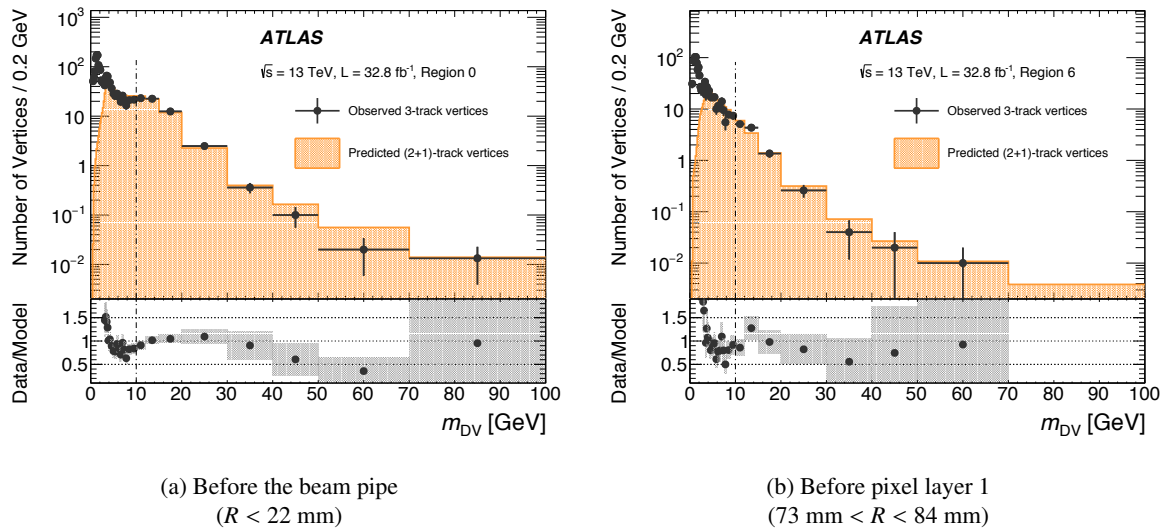 Number of Vertices / 0.2 GeV
10³
10²
10
1
10⁻¹
10⁻²
ATLAS
√s = 13 TeV, L = 32.8 fb⁻¹, Region 0
Observed 3-track vertices
Predicted (2+1)-track vertices
Data/Model
1.5
1
0.5
0 10 20 30 40 50 60 70 80 90 100
m_DV [GeV]
(a) Before the beam pipe
(R < 22 mm)
Number of Vertices / 0.2 GeV
10³
10²
10
1
10⁻¹
10⁻²
ATLAS
√s = 13 TeV, L = 32.8 fb⁻¹, Region 6
Observed 3-track vertices
Predicted (2+1)-track vertices
Data/Model
1.5
1
0.5
0 10 20 30 40 50 60 70 80 90 100
m_DV [GeV]
(b) Before pixel layer 1
(73 mm < R < 84 mm)